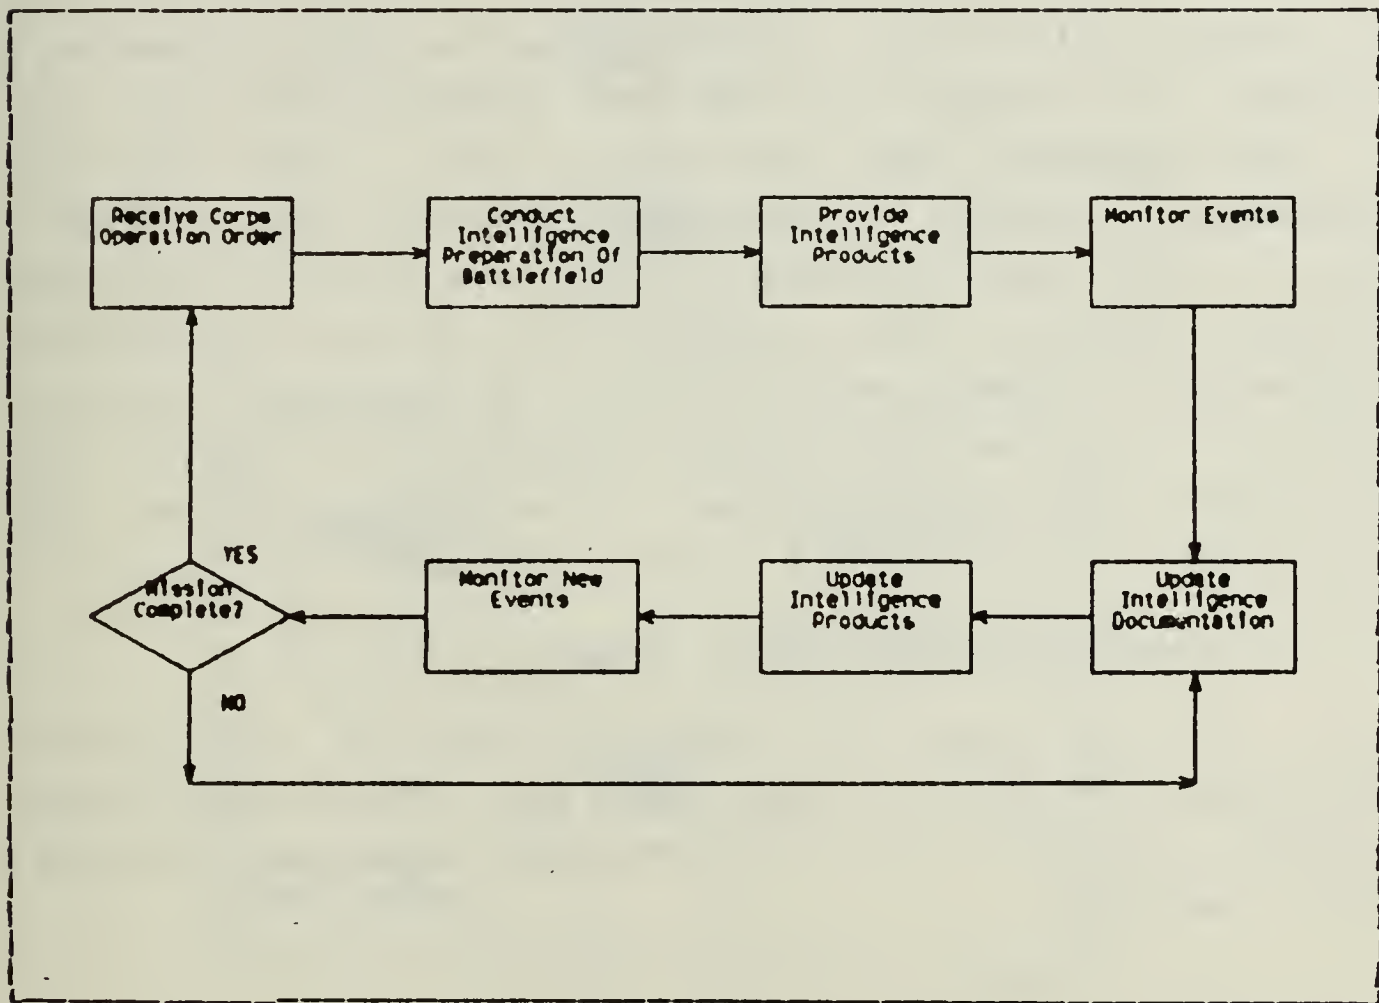 Receive Corps
Operation Order
Conduct
Intelligence
Preparation Of
Battlefield
Provide
Intelligence
Products
Monitor Events
YES
Mission
Complete?
NO
Monitor New
Events
Update
Intelligence
Products
Update
Intelligence
Documentation